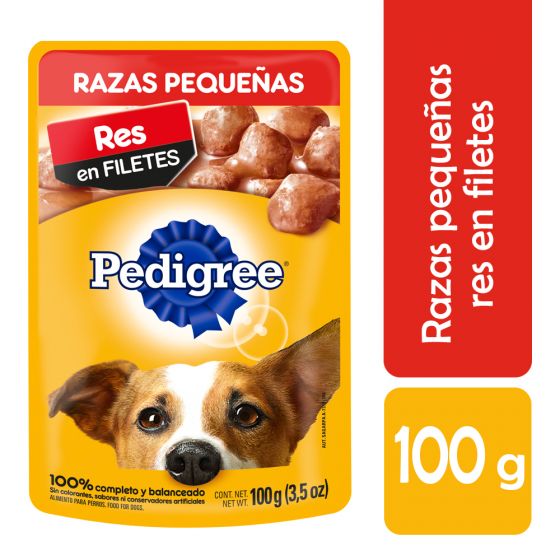 RAZAS PEQUEÑAS
Res
en FILETES
Pedigree®
100% completo y balanceado
Sin colorantes, sabores ni conservadores artificiales
ALIMENTO PARA PERROS. FOOD FOR DOGS.
CONT. NET.
NET WT. 100g (3,5 oz)
Razas pequeñas
res en filetes
100 g